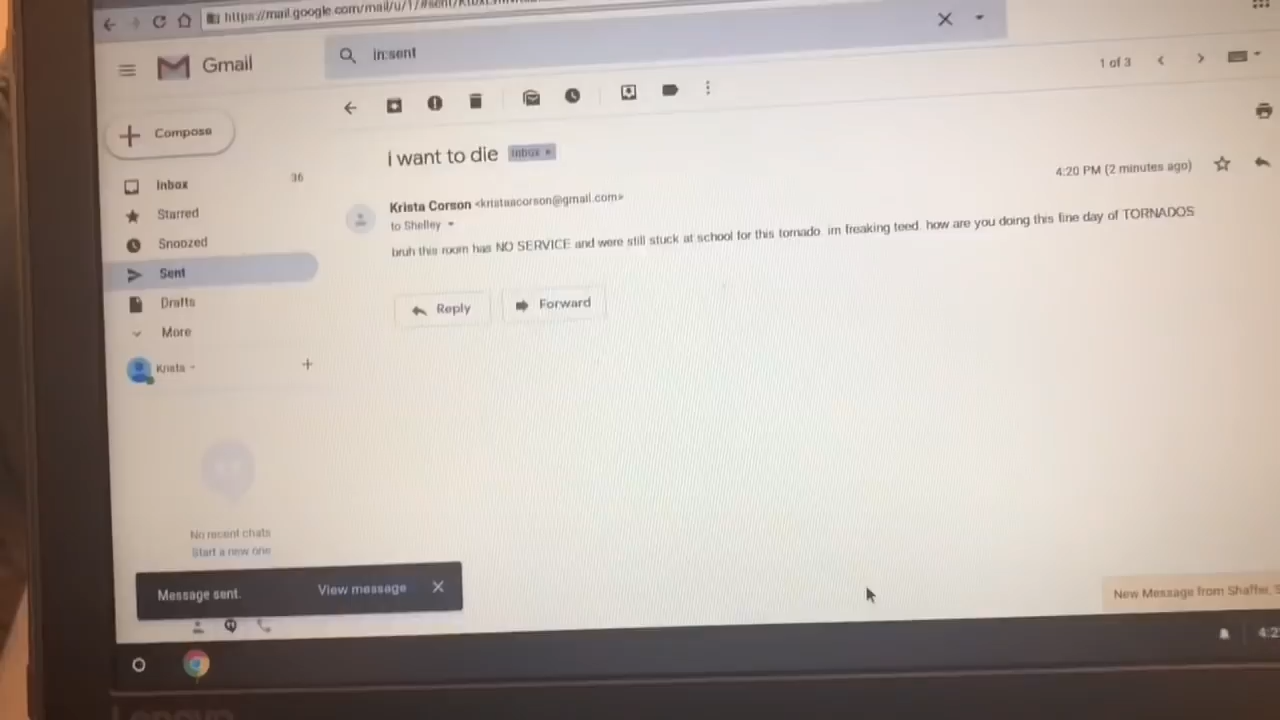 https://mail.google.com/mail/u/1/#sent/
Gmail
in:sent
1 of 3
Compose
i want to die Inbox x
Inbox 36
4:20 PM (2 minutes ago)
Krista Corson <kristaacorson@gmail.com>
Starred
to Shelley
Snoozed
bruh this room has NO SERVICE and were still stuck at school for this tornado. im freaking teed. how are you doing this fine day of TORNADOS
Sent
Drafts
Reply
Forward
More
Krista
No recent chats
Start a new one
Message sent. View message
New Message from Shaffer, S
Lenovo